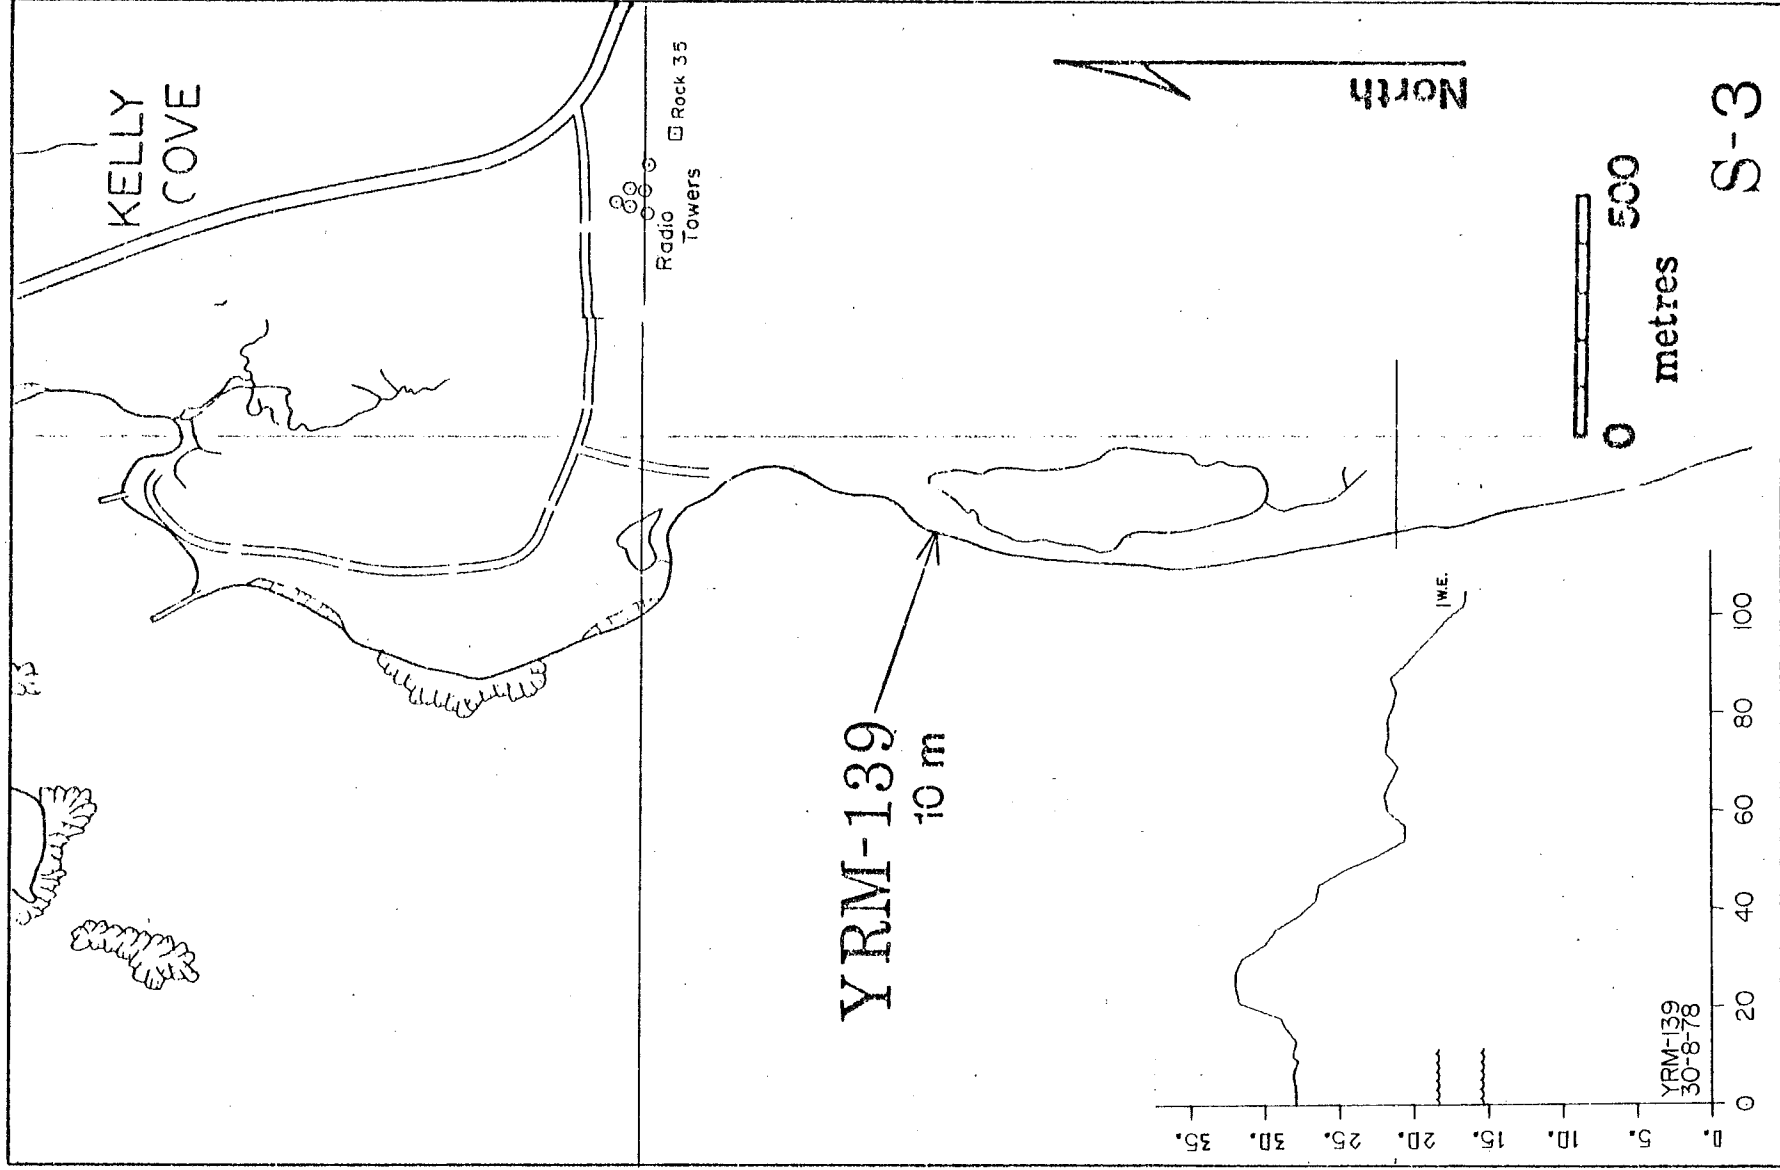 KELLY
COVE
Rock 35
Radio
Towers
North
YRM-139
10 m
0 500
metres
S-3
W.E.
YRM-139
30-8-78
35.
30.
25.
20.
15.
10.
5.
0.
0 20 40 60 80 100